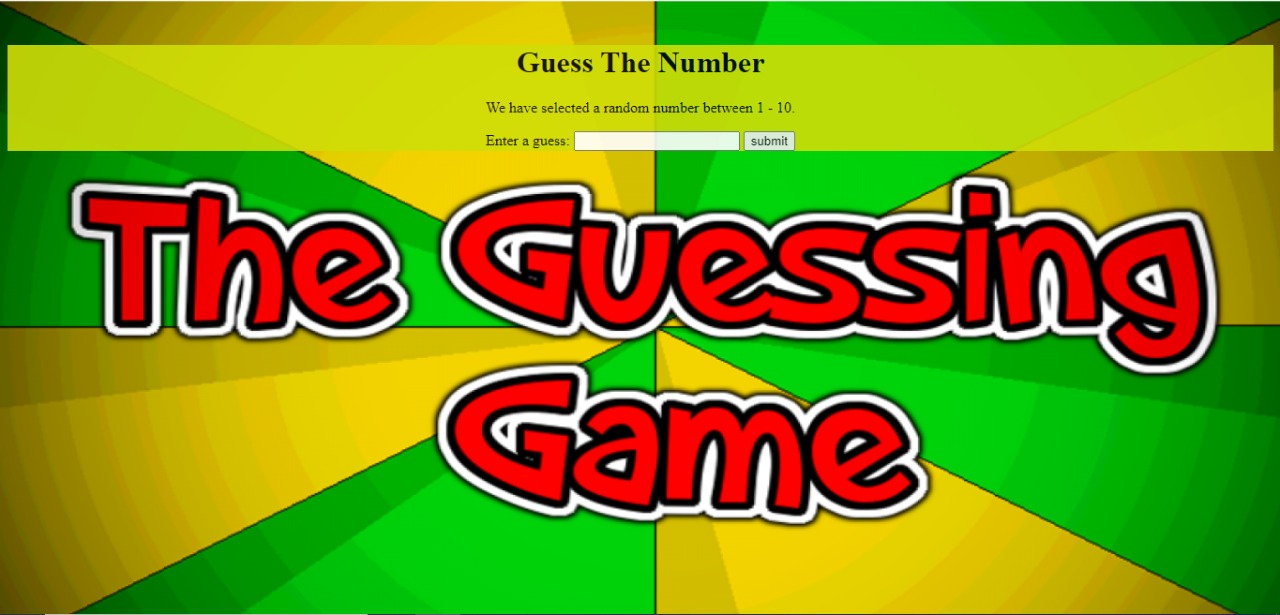 Guess The Number
We have selected a random number between 1 - 10.
Enter a guess: submit
The Guessing
Game